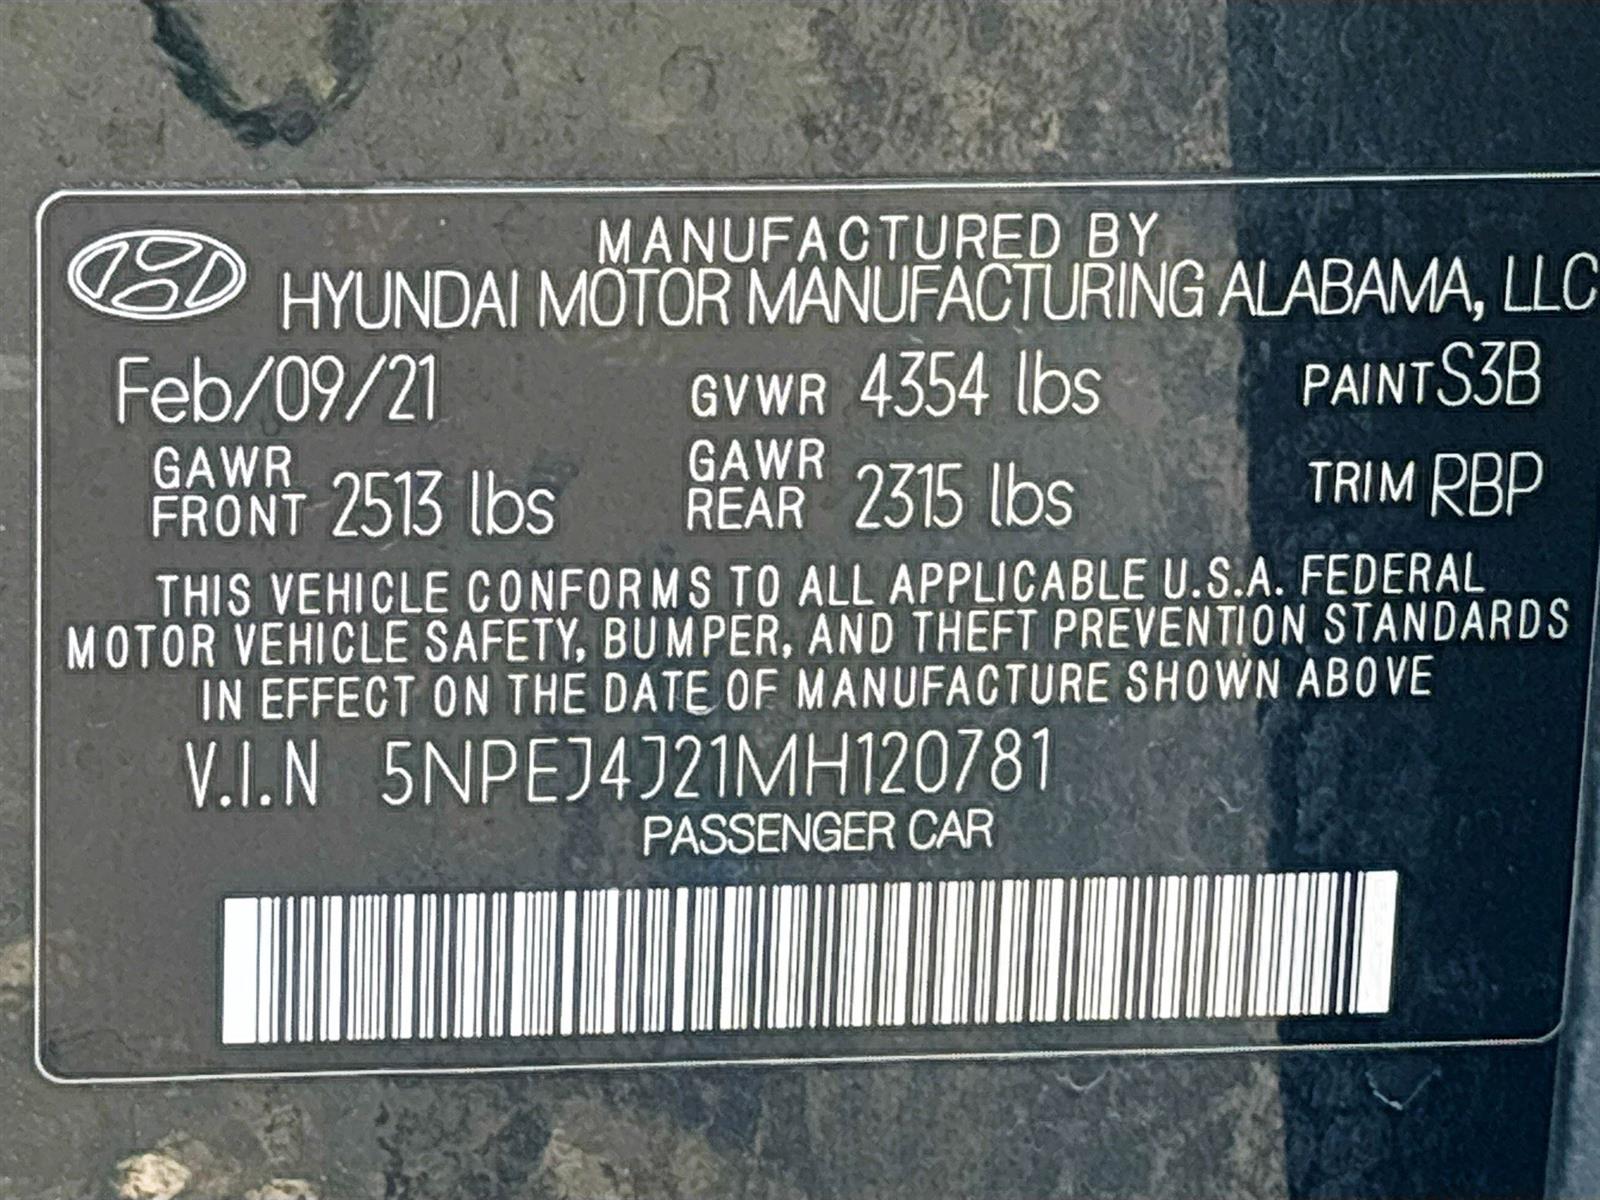 MANUFACTURED BY
HYUNDAI MOTOR MANUFACTURING ALABAMA, LLC
Feb/09/21 GVWR 4354 lbs PAINT S3B
GAWR FRONT 2513 lbs GAWR REAR 2315 lbs TRIM RBP
THIS VEHICLE CONFORMS TO ALL APPLICABLE U.S.A. FEDERAL
MOTOR VEHICLE SAFETY, BUMPER, AND THEFT PREVENTION STANDARDS
IN EFFECT ON THE DATE OF MANUFACTURE SHOWN ABOVE
V.I.N 5NPEJ4J21MH120781
PASSENGER CAR